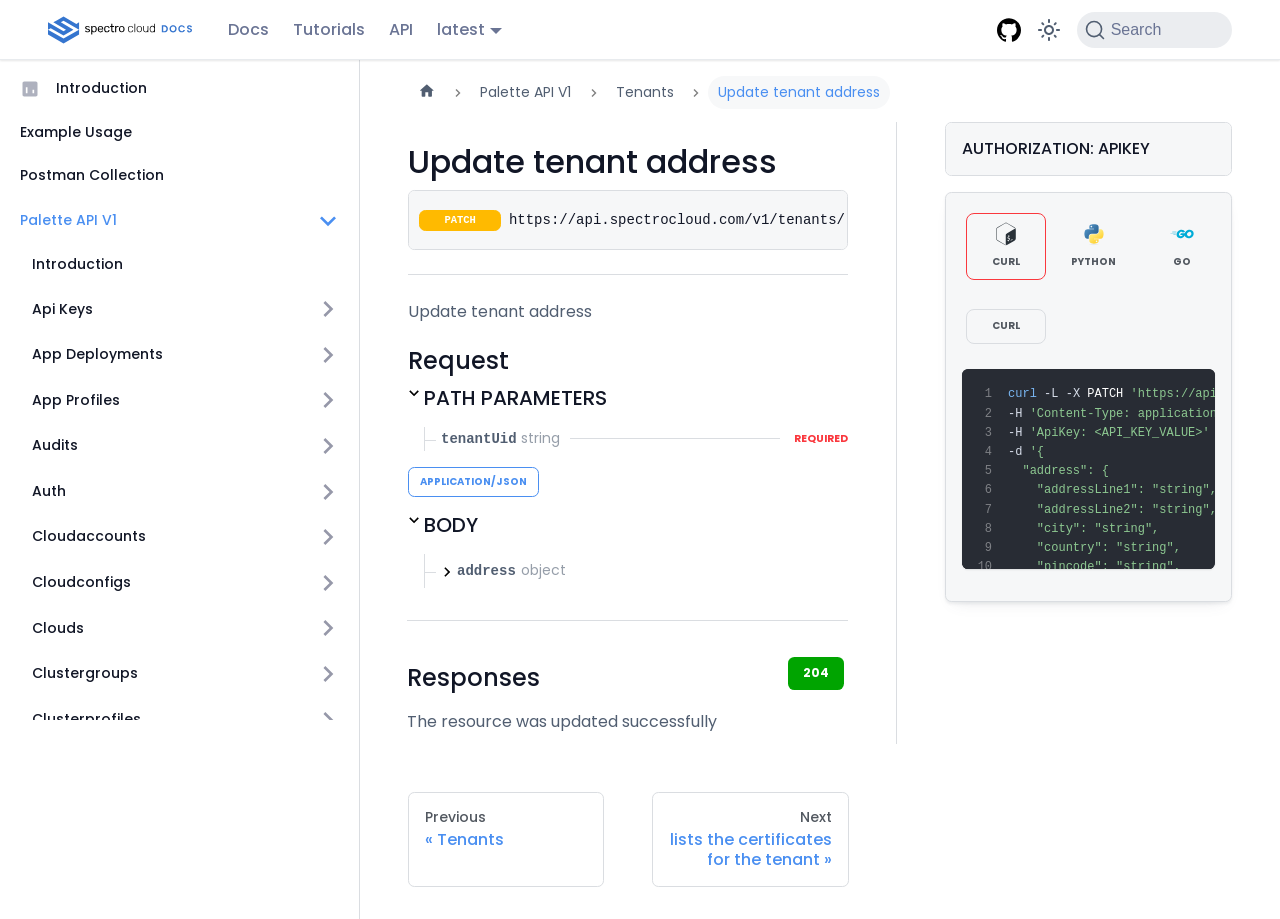 spectro cloud DOCS
Docs
Tutorials
API
latest
Search
Introduction
Example Usage
Postman Collection
Palette API V1
Introduction
Api Keys
App Deployments
App Profiles
Audits
Auth
Cloudaccounts
Cloudconfigs
Clouds
Clustergroups
Clusterprofiles
Palette API V1
Tenants
Update tenant address
Update tenant address
PATCH https://api.spectrocloud.com/v1/tenants/
Update tenant address
Request
PATH PARAMETERS
tenantUid string REQUIRED
APPLICATION/JSON
BODY
address object
Responses
204
The resource was updated successfully
Previous
« Tenants
Next
lists the certificates
for the tenant »
AUTHORIZATION: APIKEY
CURL
PYTHON
GO
CURL
1 curl -L -X PATCH 'https://api
2 -H 'Content-Type: application
3 -H 'ApiKey: <API_KEY_VALUE>'
4 -d '{
5 "address": {
6 "addressLine1": "string",
7 "addressLine2": "string",
8 "city": "string",
9 "country": "string",
10 "pincode": "string",